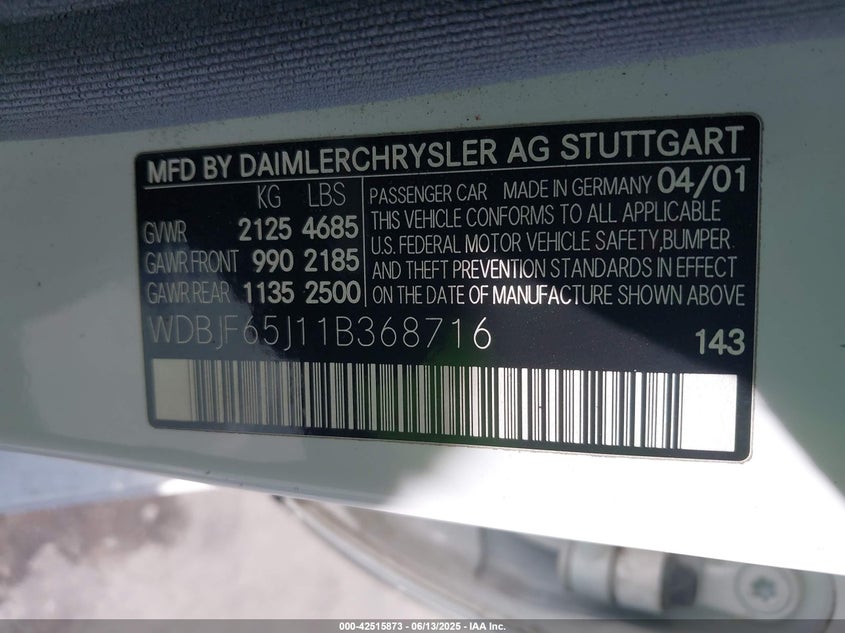 MFD BY DAIMLERCHRYSLER AG STUTTGART
KG LBS
GVWR 2125 4685
GAWR FRONT 990 2185
GAWR REAR 1135 2500
PASSENGER CAR MADE IN GERMANY 04/01
THIS VEHICLE CONFORMS TO ALL APPLICABLE
U.S. FEDERAL MOTOR VEHICLE SAFETY,BUMPER
AND THEFT PREVENTION STANDARDS IN EFFECT
ON THE DATE OF MANUFACTURE SHOWN ABOVE
WDBJF65J11B368716
143
000-42515873 - 06/13/2025 - IAA Inc.